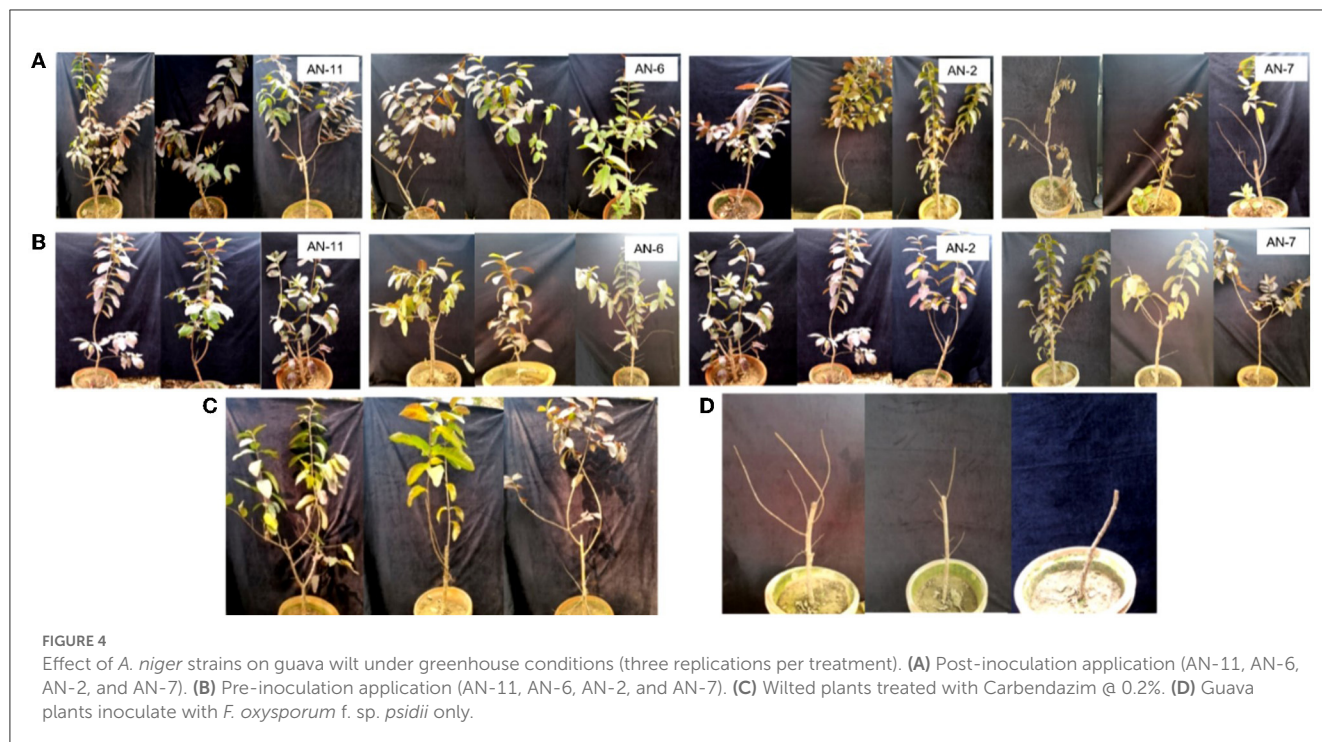 A
AN-11
AN-6
AN-2
AN-7
B
AN-11
AN-6
AN-2
AN-7
C
D
FIGURE 4
Effect of A. niger strains on guava wilt under greenhouse conditions (three replications per treatment). (A) Post-inoculation application (AN-11, AN-6,
AN-2, and AN-7). (B) Pre-inoculation application (AN-11, AN-6, AN-2, and AN-7). (C) Wilted plants treated with Carbendazim @ 0.2%. (D) Guava
plants inoculate with F. oxysporum f. sp. psidii only.